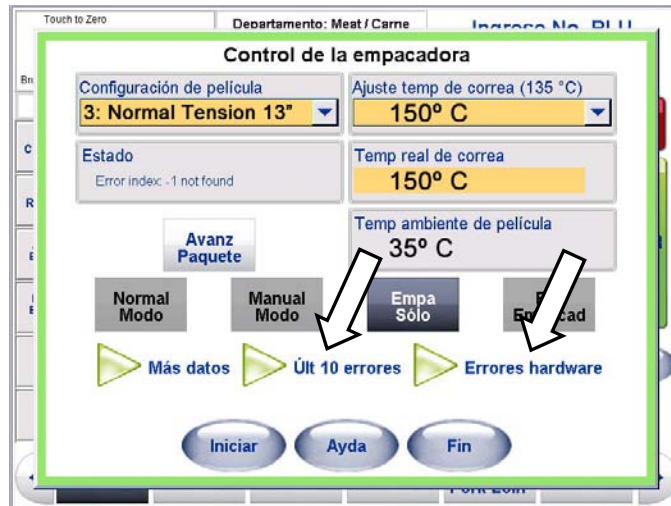 Touch to Zero
Departamento: Meat / Carne
Ingrese No. PLU
Control de la empacadora
Configuración de película
3: Normal Tension 13"
Ajuste temp de correa (135 °C)
150º C
Estado
Error index: -1 not found
Temp real de correa
150º C
Temp ambiente de película
35º C
Avanz
Paquete
Normal
Modo
Manual
Modo
Empa
Sólo
Más datos
Últ 10 errores
Errores hardware
Iniciar
Ayda
Fin
Pork Loin